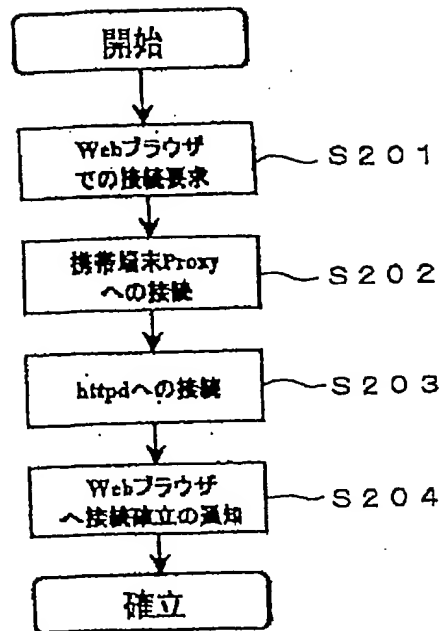 開始
Webブラウザ
での接続要求
S201
携帯端末Proxy
への接続
S202
httpdへの接続
S203
Webブラウザ
へ接続確立の通知
S204
確立